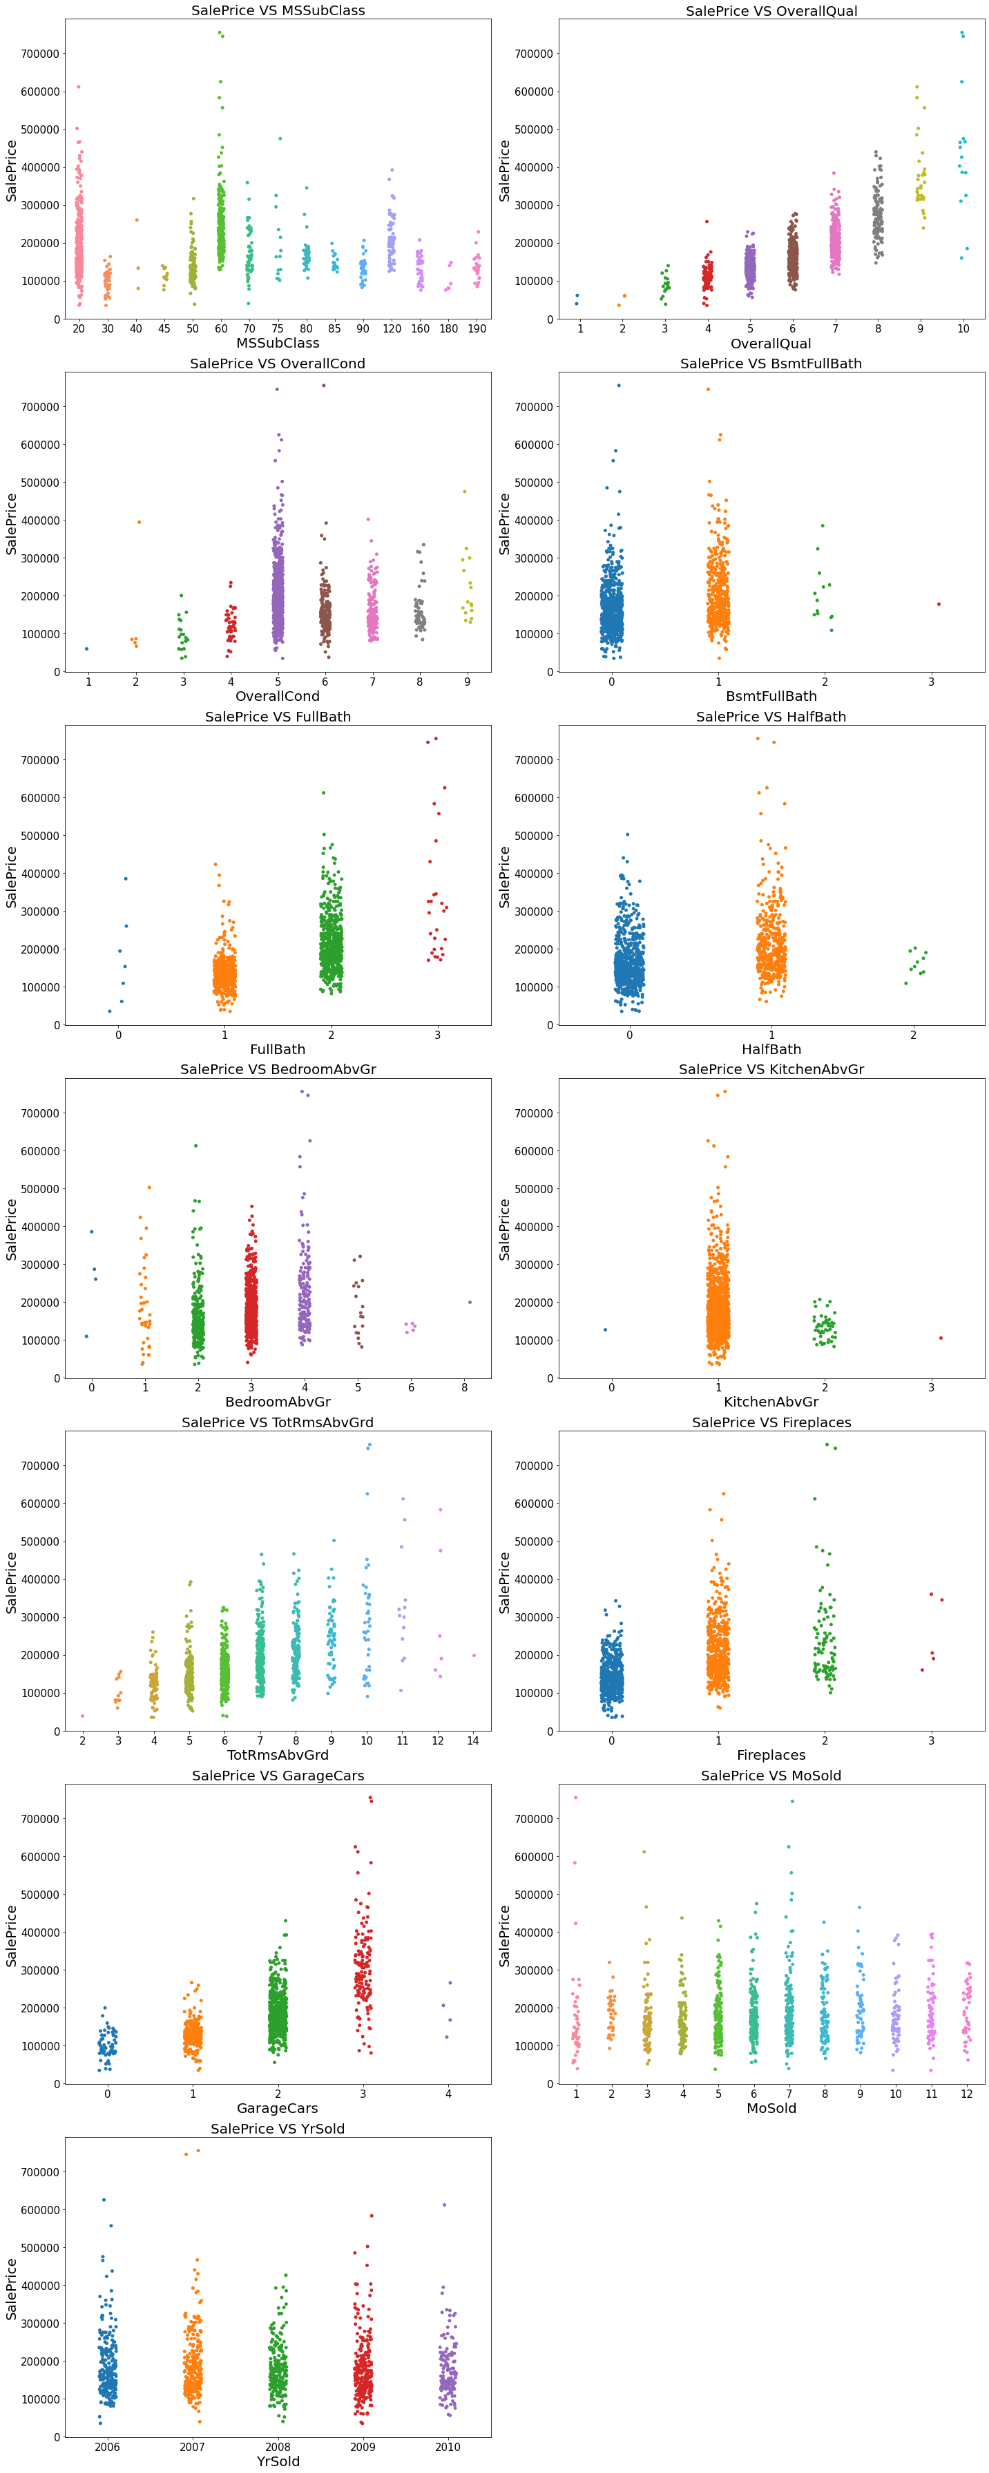 SalePrice VS MSSubClass
SalePrice
700000
600000
500000
400000
300000
200000
100000
0
20 30 40 45 50 60 70 75 80 85 90 120 160 180 190
MSSubClass
SalePrice VS OverallQual
SalePrice
700000
600000
500000
400000
300000
200000
100000
0
1 2 3 4 5 6 7 8 9 10
OverallQual
SalePrice VS OverallCond
SalePrice
700000
600000
500000
400000
300000
200000
100000
0
1 2 3 4 5 6 7 8 9
OverallCond
SalePrice VS BsmtFullBath
SalePrice
700000
600000
500000
400000
300000
200000
100000
0
0 1 2 3
BsmtFullBath
SalePrice VS FullBath
SalePrice
700000
600000
500000
400000
300000
200000
100000
0
0 1 2 3
FullBath
SalePrice VS HalfBath
SalePrice
700000
600000
500000
400000
300000
200000
100000
0
0 1 2
HalfBath
SalePrice VS BedroomAbvGr
SalePrice
700000
600000
500000
400000
300000
200000
100000
0
0 1 2 3 4 5 6 8
BedroomAbvGr
SalePrice VS KitchenAbvGr
SalePrice
700000
600000
500000
400000
300000
200000
100000
0
0 1 2 3
KitchenAbvGr
SalePrice VS TotRmsAbvGrd
SalePrice
700000
600000
500000
400000
300000
200000
100000
0
2 3 4 5 6 7 8 9 10 11 12 14
TotRmsAbvGrd
SalePrice VS Fireplaces
SalePrice
700000
600000
500000
400000
300000
200000
100000
0
0 1 2 3
Fireplaces
SalePrice VS GarageCars
SalePrice
700000
600000
500000
400000
300000
200000
100000
0
0 1 2 3 4
GarageCars
SalePrice VS MoSold
SalePrice
700000
600000
500000
400000
300000
200000
100000
0
1 2 3 4 5 6 7 8 9 10 11 12
MoSold
SalePrice VS YrSold
SalePrice
700000
600000
500000
400000
300000
200000
100000
0
2006 2007 2008 2009 2010
YrSold